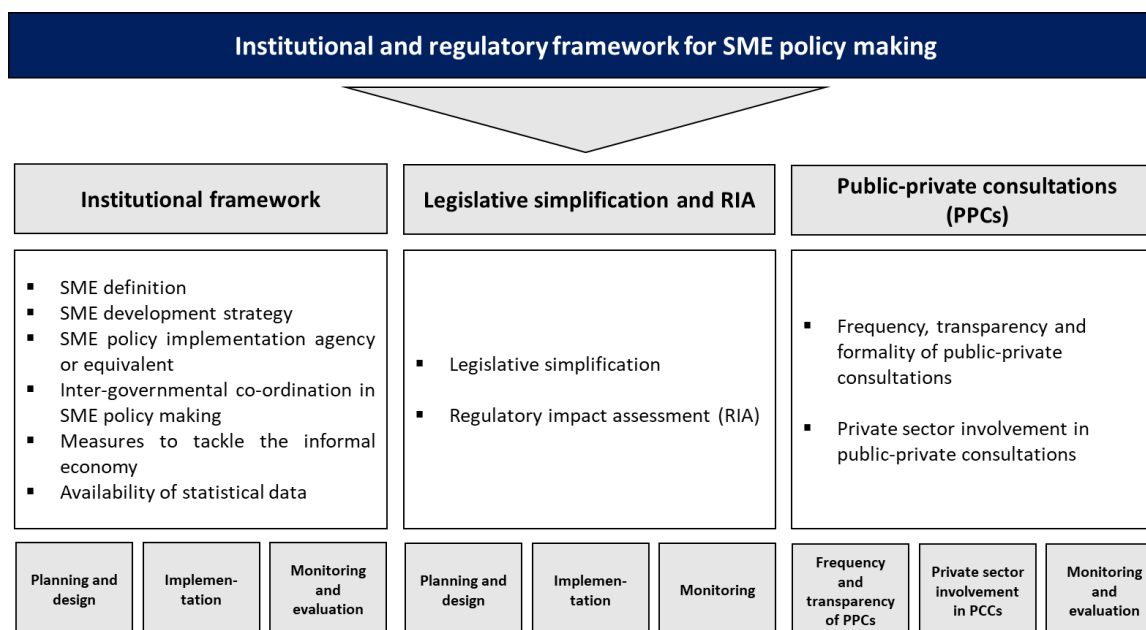 Institutional and regulatory framework for SME policy making
Institutional framework
▪ SME definition
▪ SME development strategy
▪ SME policy implementation agency
or equivalent
▪ Inter-governmental co-ordination in
SME policy making
▪ Measures to tackle the informal
economy
▪ Availability of statistical data
Planning and
design
Implemen-
tation
Monitoring
and
evaluation
Legislative simplification and RIA
▪ Legislative simplification
▪ Regulatory impact assessment (RIA)
Planning and
design
Implemen-
tation
Monitoring
Public-private consultations
(PPCs)
▪ Frequency, transparency and
formality of public-private
consultations
▪ Private sector involvement in
public-private consultations
Frequency
and
transparency
of PPCs
Private sector
involvement
in PCCs
Monitoring
and
evaluation